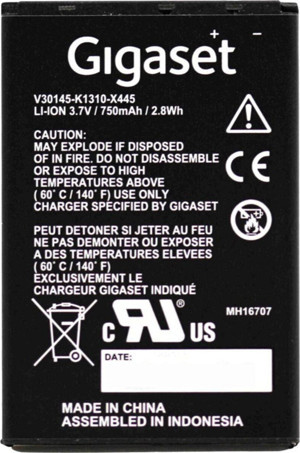 + −
Gigaset
V30145-K1310-X445
LI-ION 3.7V / 750mAh / 2.8Wh
CAUTION:
MAY EXPLODE IF DISPOSED
OF IN FIRE. DO NOT DISASSEMBLE
OR EXPOSE TO HIGH
TEMPERATURES ABOVE
( 60°C / 140°F ) USE ONLY
CHARGER SPECIFIED BY GIGASET
PEUT DETONER SI JETER AU FEU
NE PAS DEMONTER OU EXPOSER
A DES TEMPERATURES ELEVEES
( 60°C / 140°F )
EXCLUSIVEMENT LE
CHARGEUR GIGASET INDIQUÉ
MH16707
c RU US
DATE:
MADE IN CHINA
ASSEMBLED IN INDONESIA